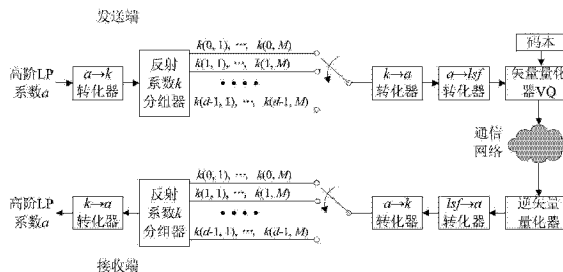 发送端
码本
高阶LP
系数a
a→k
转化器
反射
系数k
分组器
k(0, 1), ···, k(0, M)
k(1, 1), ···, k(1, M)
k(d-1, 1), ···, k(d-1, M)
k→a
转化器
a→lsf
转化器
矢量量化
器VQ
通信
网络
高阶LP
系数a
k→a
转化器
反射
系数k
分组器
k(0, 1), ···, k(0, M)
k(1, 1), ···, k(1, M)
k(d-1, 1), ···, k(d-1, M)
a→k
转化器
lsf→a
转化器
逆矢量
量化器
接收端